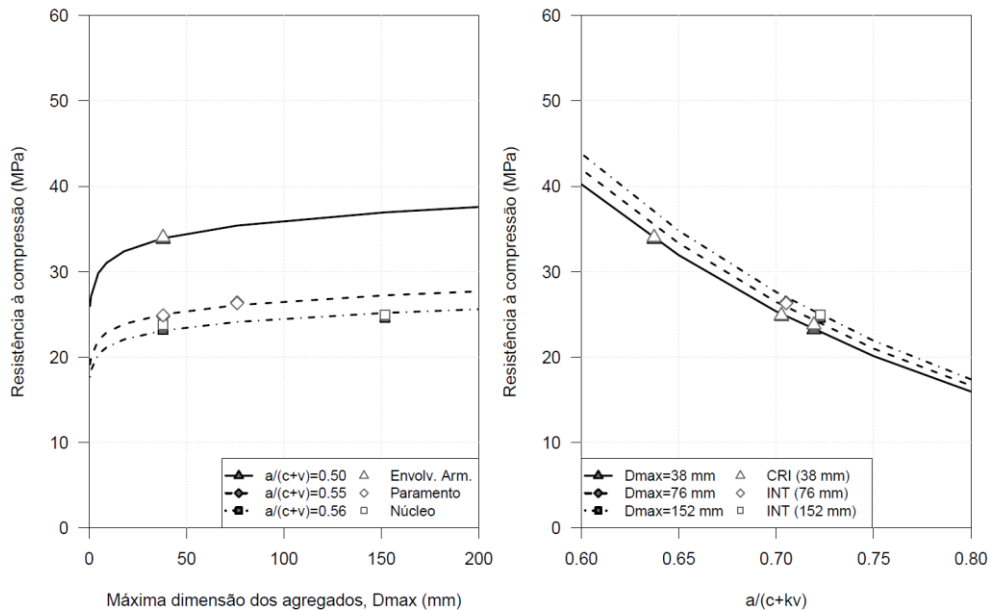 Resistência à compressão (MPa)
60
50
40
30
20
10
0
a/(c+v)=0.50 Envolv. Arm.
a/(c+v)=0.55 Paramento
a/(c+v)=0.56 Núcleo
0 50 100 150 200
Máxima dimensão dos agregados, Dmax (mm)
Resistência à compressão (MPa)
60
50
40
30
20
10
0
Dmax=38 mm CRI (38 mm)
Dmax=76 mm INT (76 mm)
Dmax=152 mm INT (152 mm)
0.60 0.65 0.70 0.75 0.80
a/(c+kv)